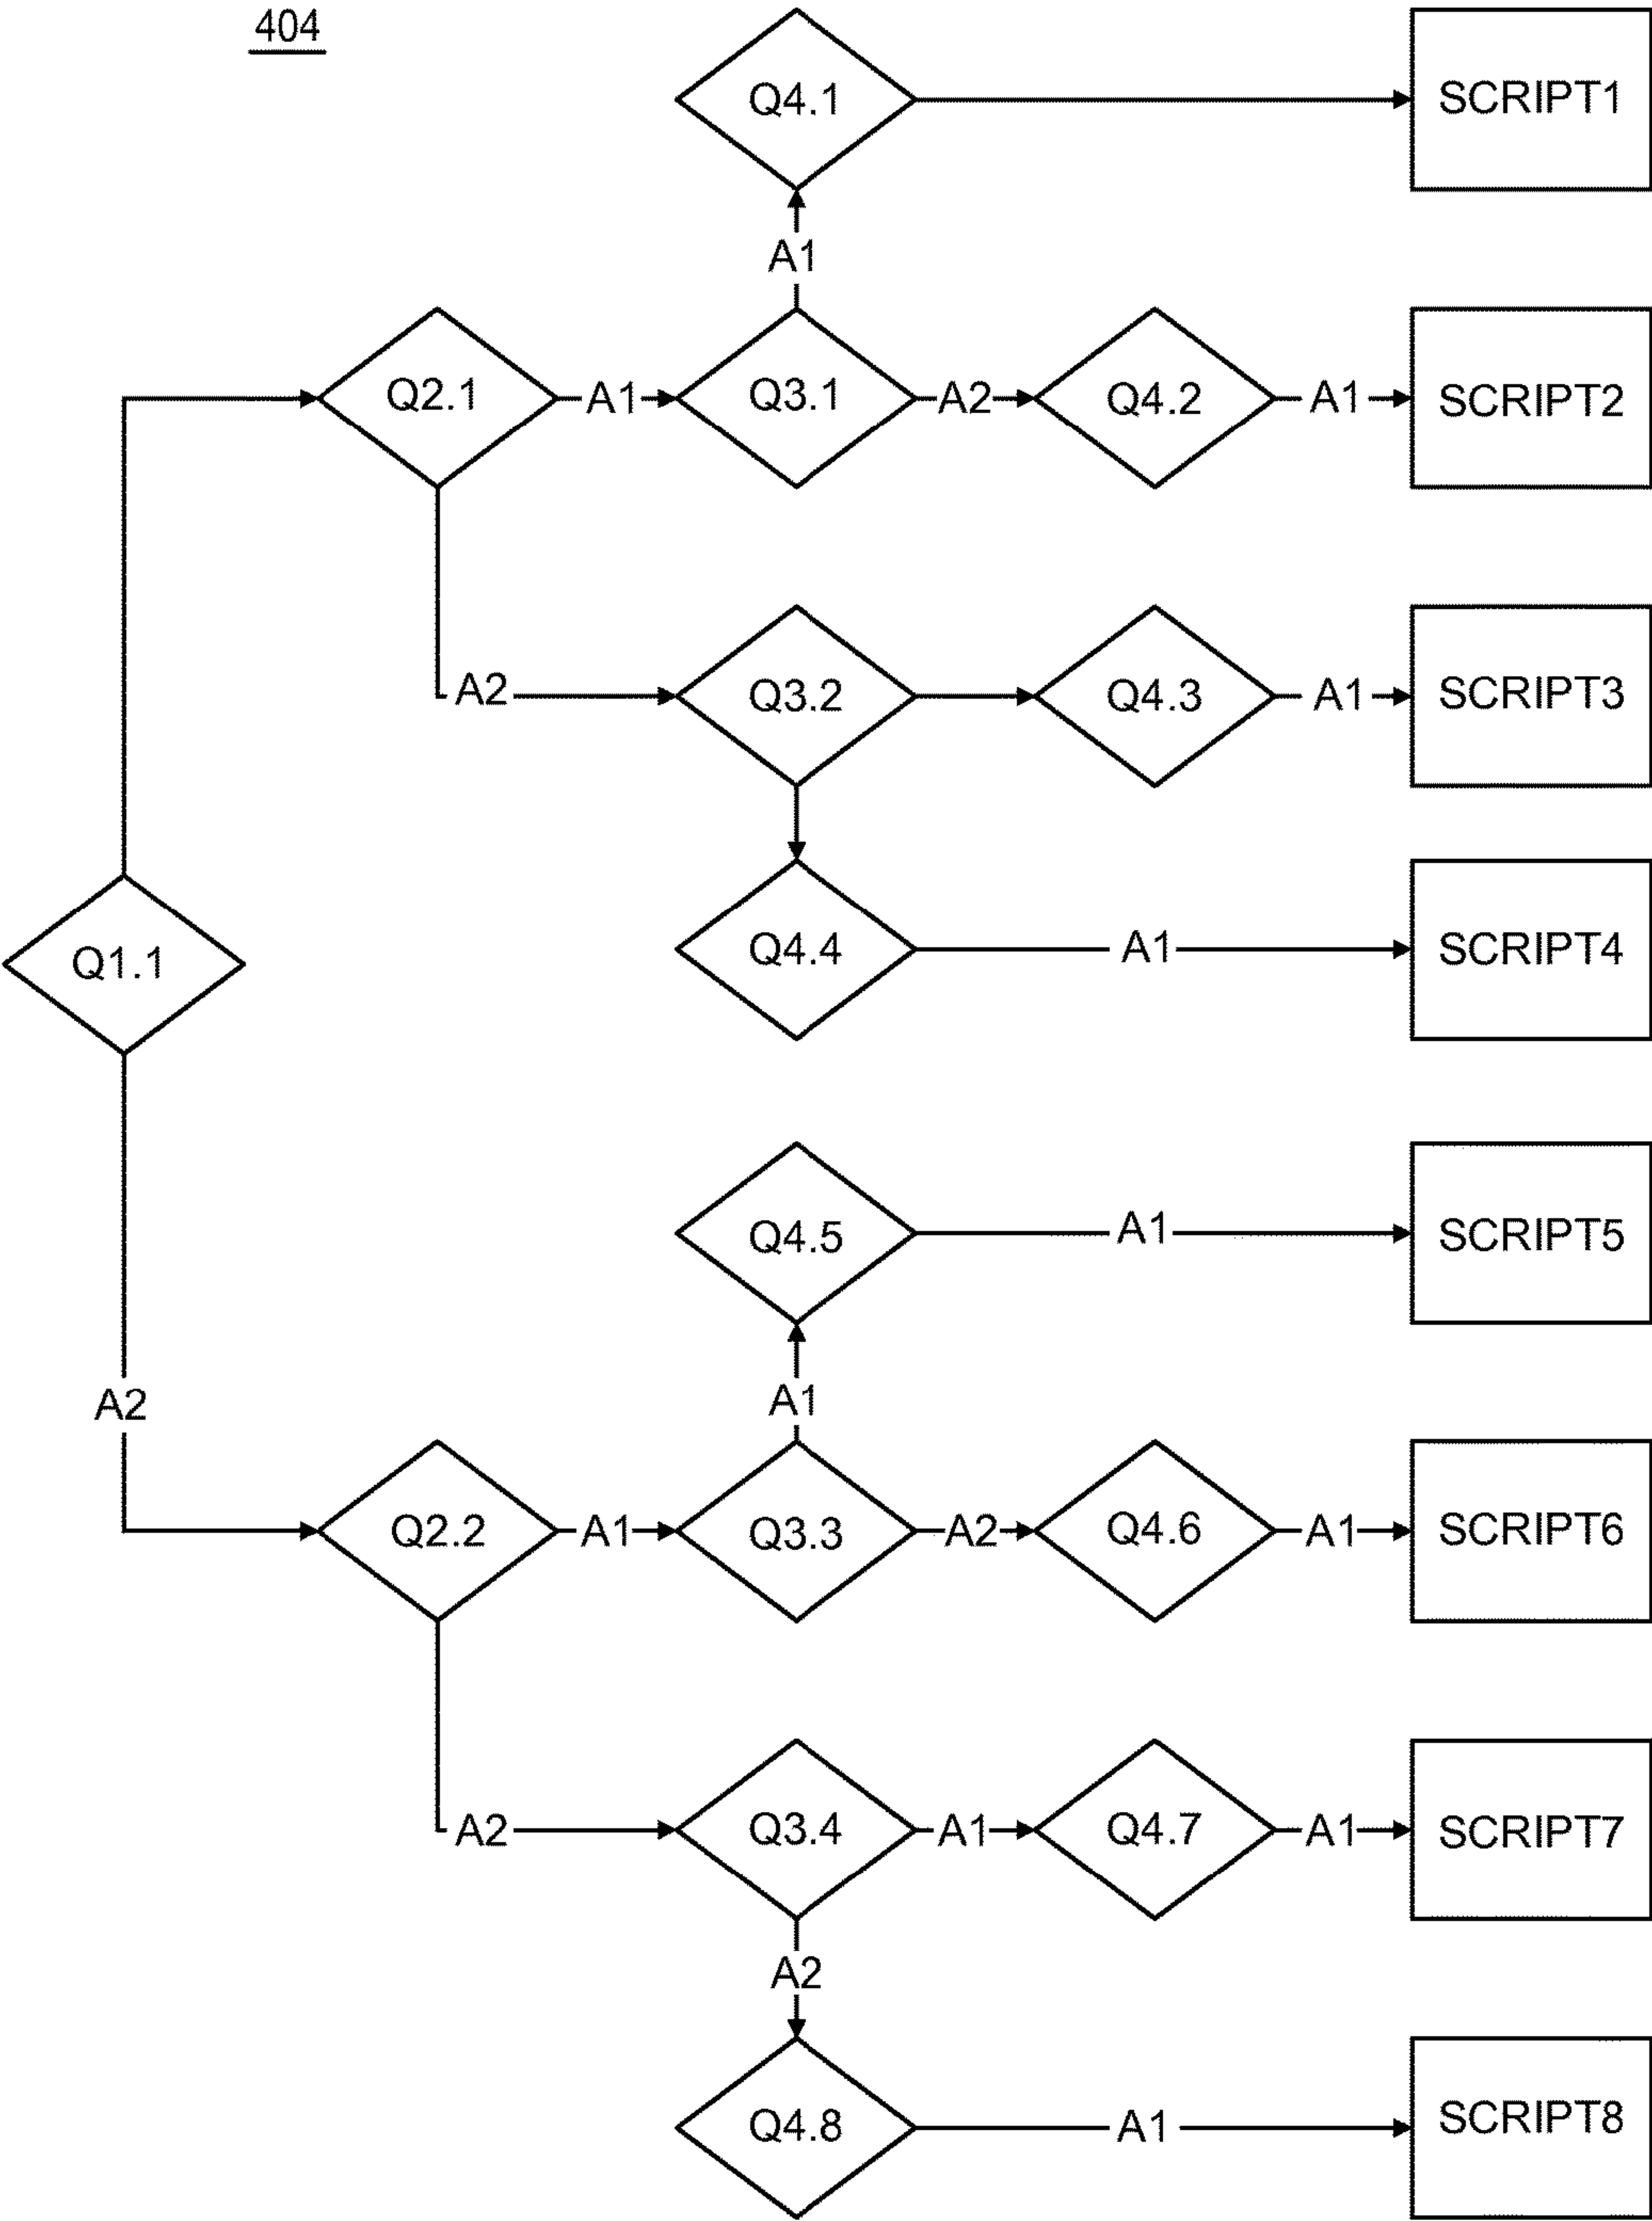 404
Q4.1
SCRIPT1
A1
Q2.1 A1 Q3.1 A2 Q4.2 A1 SCRIPT2
A2 Q3.2 Q4.3 A1 SCRIPT3
Q1.1 Q4.4 A1 SCRIPT4
Q4.5 A1 SCRIPT5
A1
A2
Q2.2 A1 Q3.3 A2 Q4.6 A1 SCRIPT6
A2 Q3.4 A1 Q4.7 A1 SCRIPT7
A2
Q4.8 A1 SCRIPT8